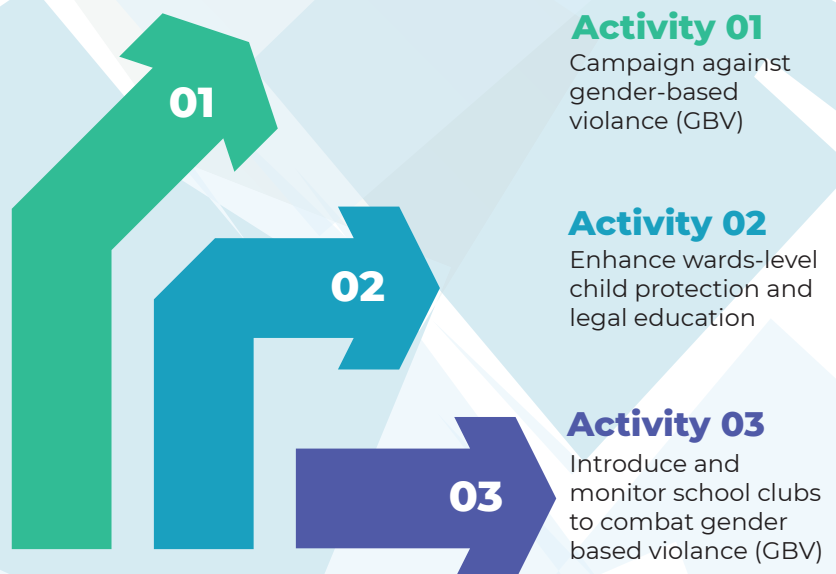 01
Activity 01
Campaign against
gender-based
violance (GBV)
02
Activity 02
Enhance wards-level
child protection and
legal education
03
Activity 03
Introduce and
monitor school clubs
to combat gender
based violance (GBV)